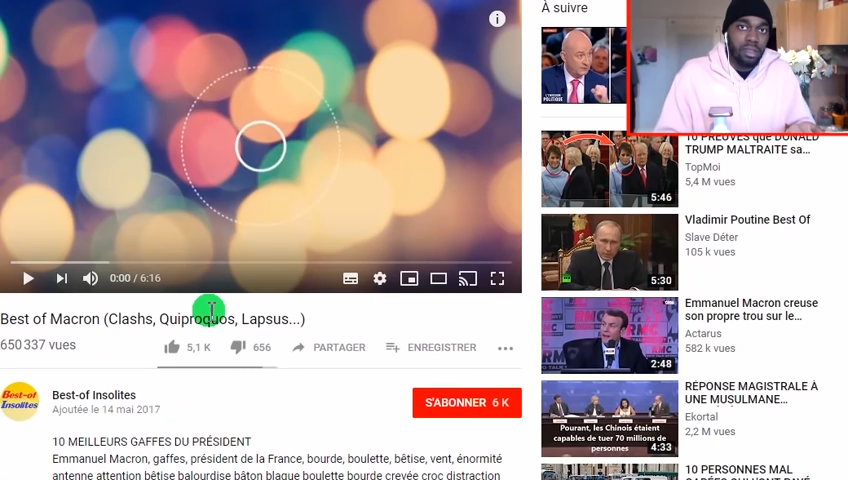 À suivre
L'ÉMISSION
POLITIQUE
10 PREUVES que DONALD
TRUMP MALTRAITE sa...
TopMoi
5,4 M vues
5:46
Vladimir Poutine Best Of
Slave Déter
105 k vues
5:30
0:00 / 6:16
Best of Macron (Clashs, Quiproquos, Lapsus...)
650 337 vues
5,1 K
656
PARTAGER
ENREGISTRER
Emmanuel Macron creuse
son propre trou sur le...
Actarus
582 k vues
RMC
2:48
Best-of
Insolites
Best-of Insolites
Ajoutée le 14 mai 2017
S'ABONNER 6 K
RÉPONSE MAGISTRALE À
UNE MUSULMANE...
Ekortal
2,2 M vues
Pourant, les Chinois étaient
capables de tuer 70 millions de
personnes
4:33
10 MEILLEURS GAFFES DU PRÉSIDENT
Emmanuel Macron, gaffes, président de la France, bourde, boulette, bêtise, vent, énormité
antenne attention bêtise balourdise bâton blague boulette bourde crevée croc distraction
10 PERSONNES MAL